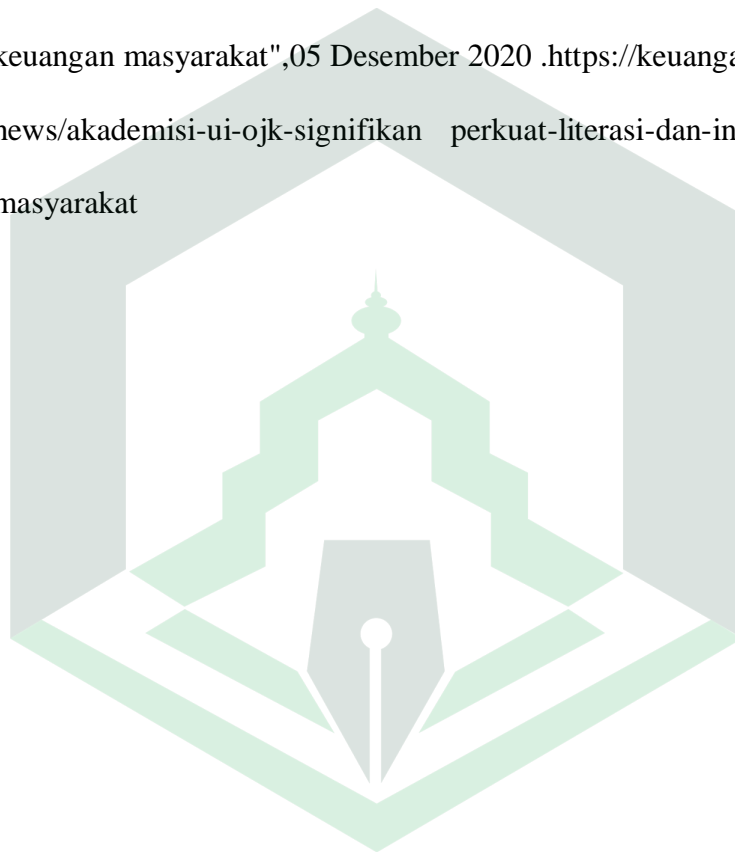 keuangan masyarakat",05 Desember 2020 .https://keuanga
news/akademisi-ui-ojk-signifikan perkuat-literasi-dan-in
masyarakat